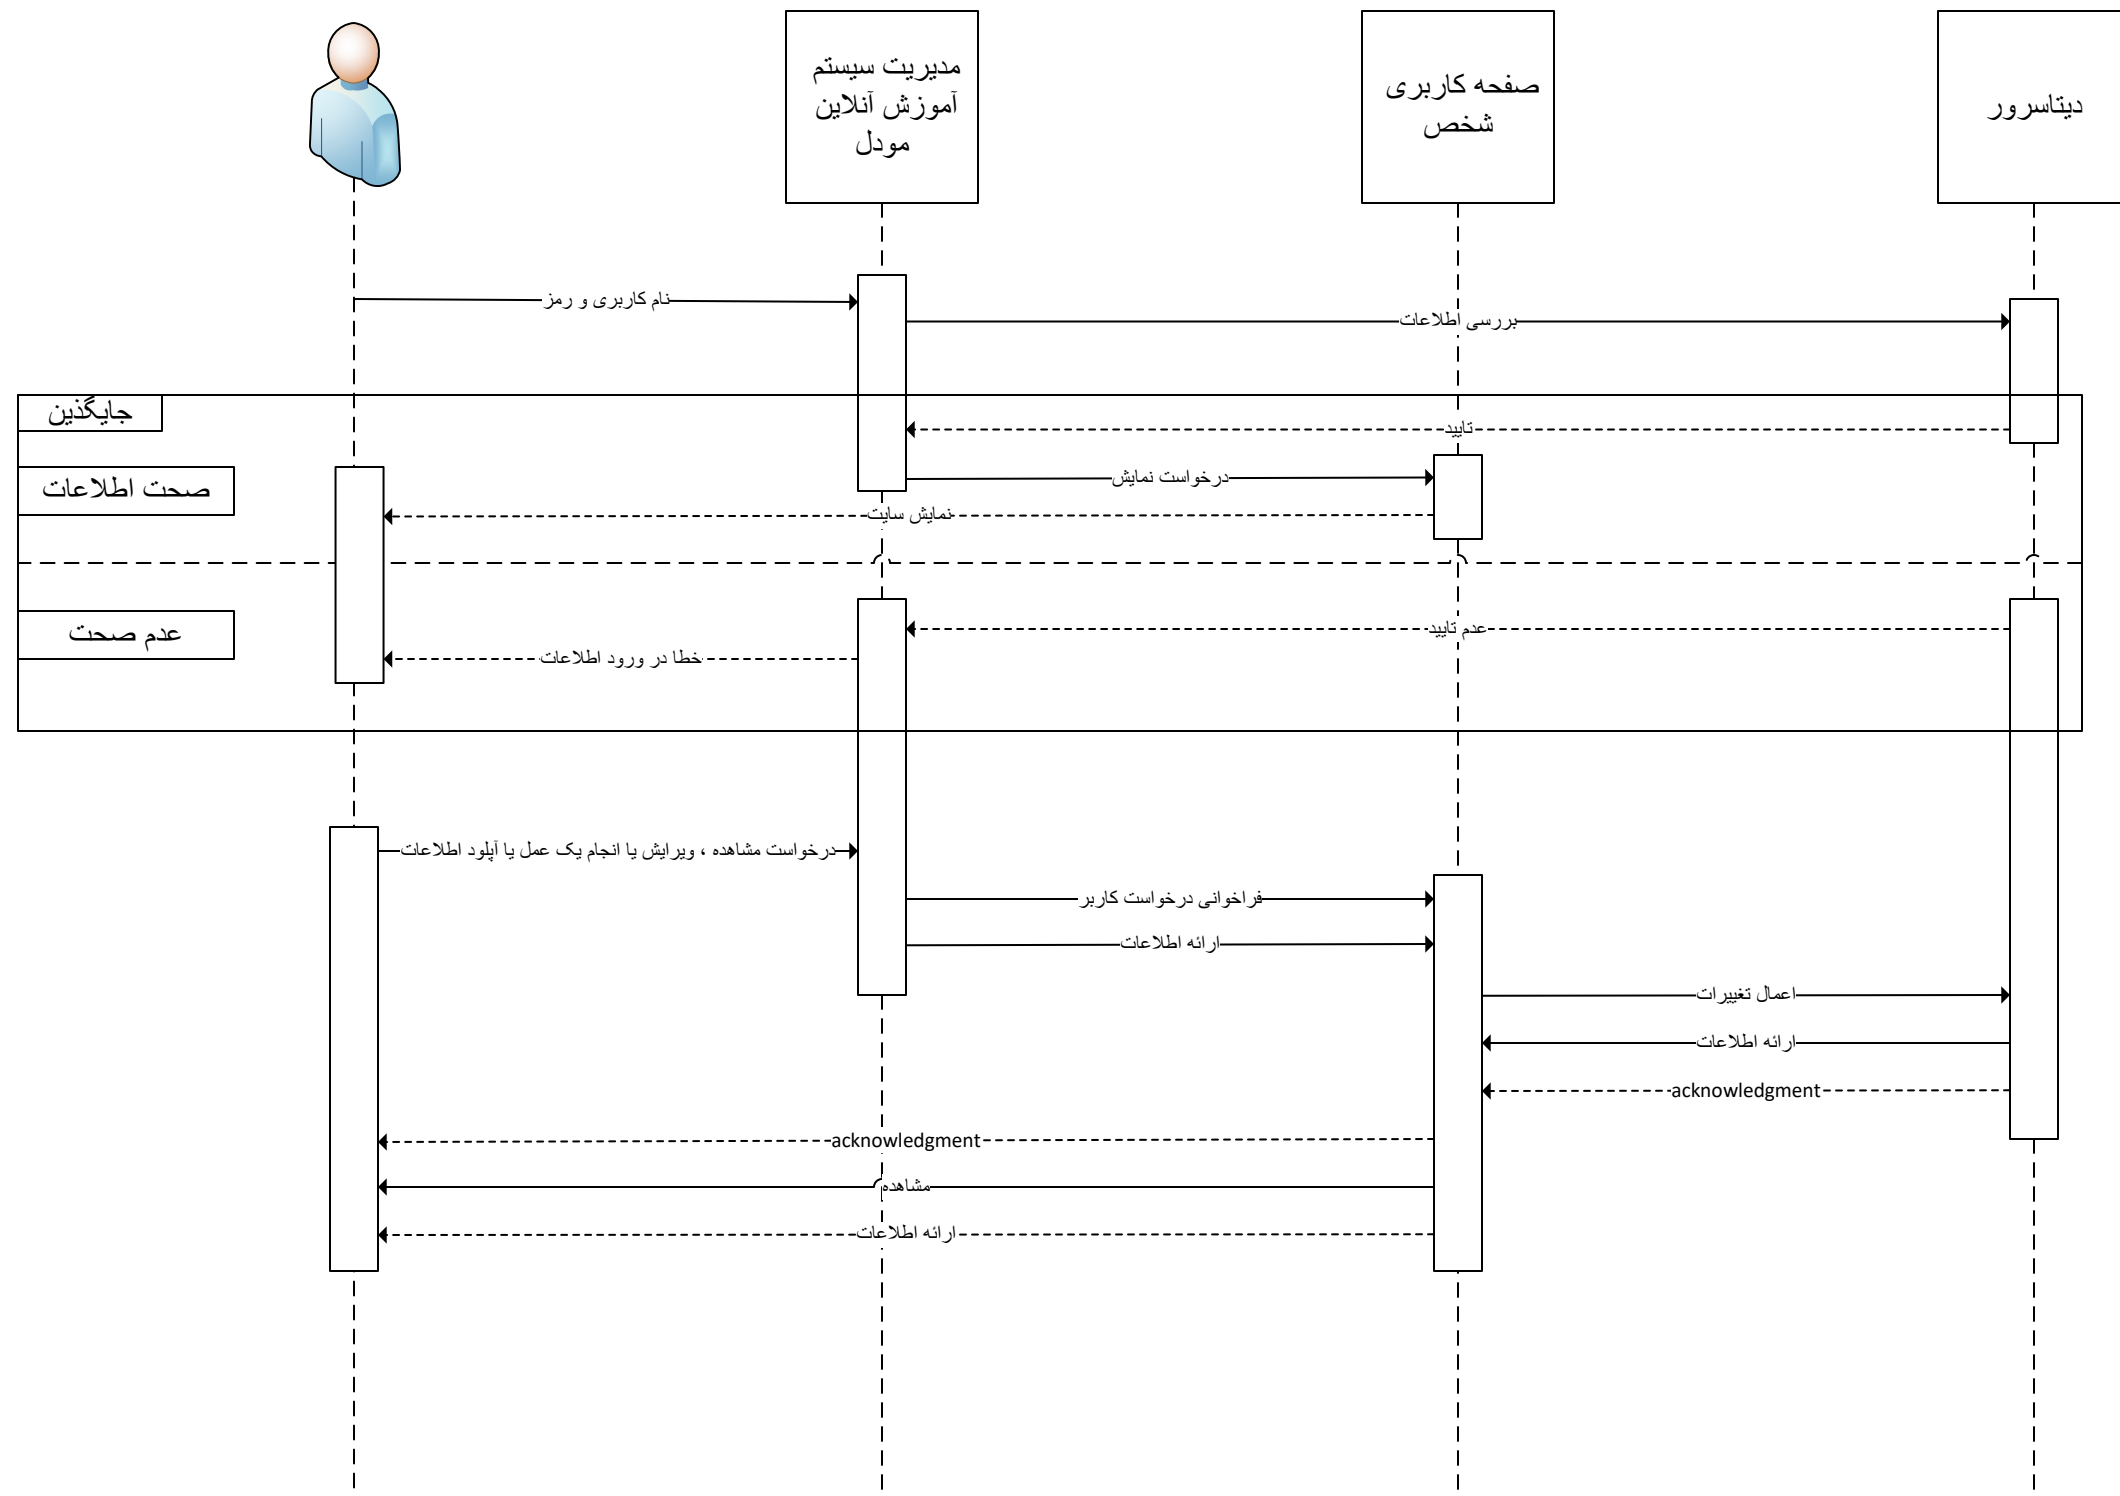 مدیریت سیستم
آموزش آنلاین
مودل
صفحه کاربری
شخص
دیتاسرور
نام کاربری و رمز
بررسی اطلاعات
جایگذین
تایید
صحت اطلاعات
درخواست نمایش
نمایش سایت
عدم صحت
عدم تایید
خطا در ورود اطلاعات
درخواست مشاهده ، ویرایش یا انجام یک عمل یا آپلود اطلاعات
فراخوانی درخواست کاربر
ارائه اطلاعات
اعمال تغییرات
ارائه اطلاعات
acknowledgment
acknowledgment
مشاهده
ارائه اطلاعات